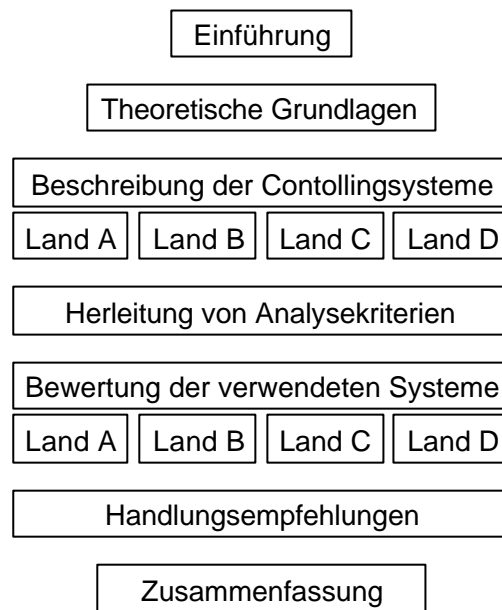 Einführung
Theoretische Grundlagen
Beschreibung der Contollingsysteme
Land A Land B Land C Land D
Herleitung von Analysekriterien
Bewertung der verwendeten Systeme
Land A Land B Land C Land D
Handlungsempfehlungen
Zusammenfassung